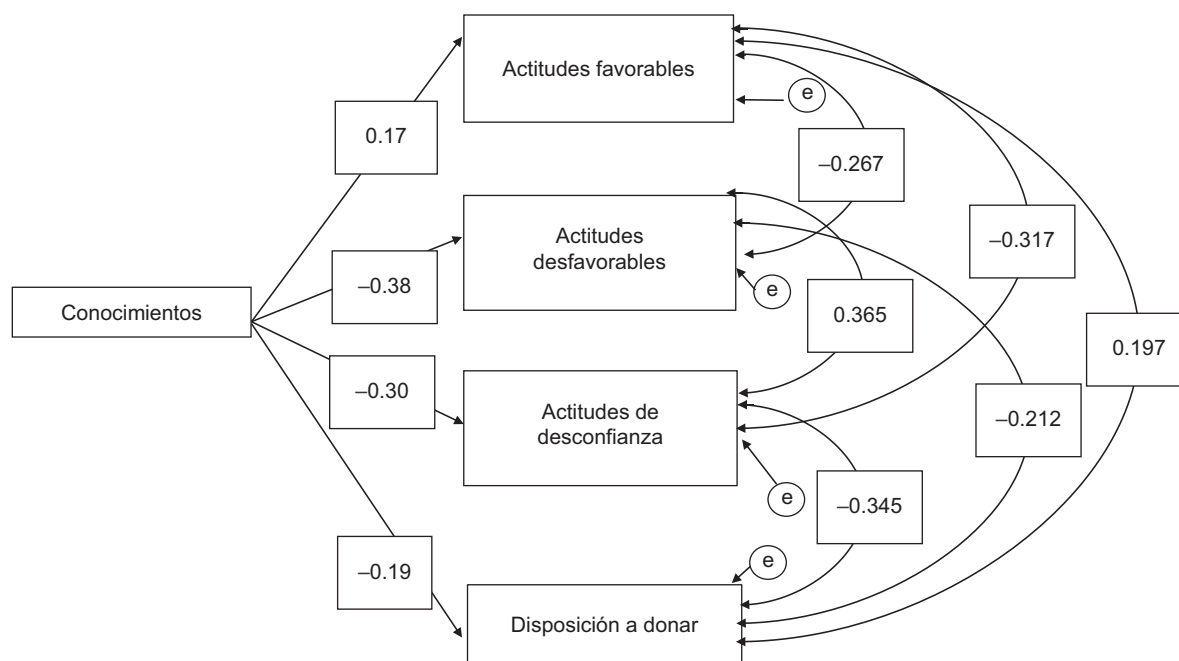 Actitudes favorables
e
0.17
–0.267
Actitudes
desfavorables
–0.317
e
–0.38
Conocimientos
0.365
0.197
–0.30
Actitudes de
desconfianza
–0.212
e
–0.345
e
–0.19
Disposición a donar